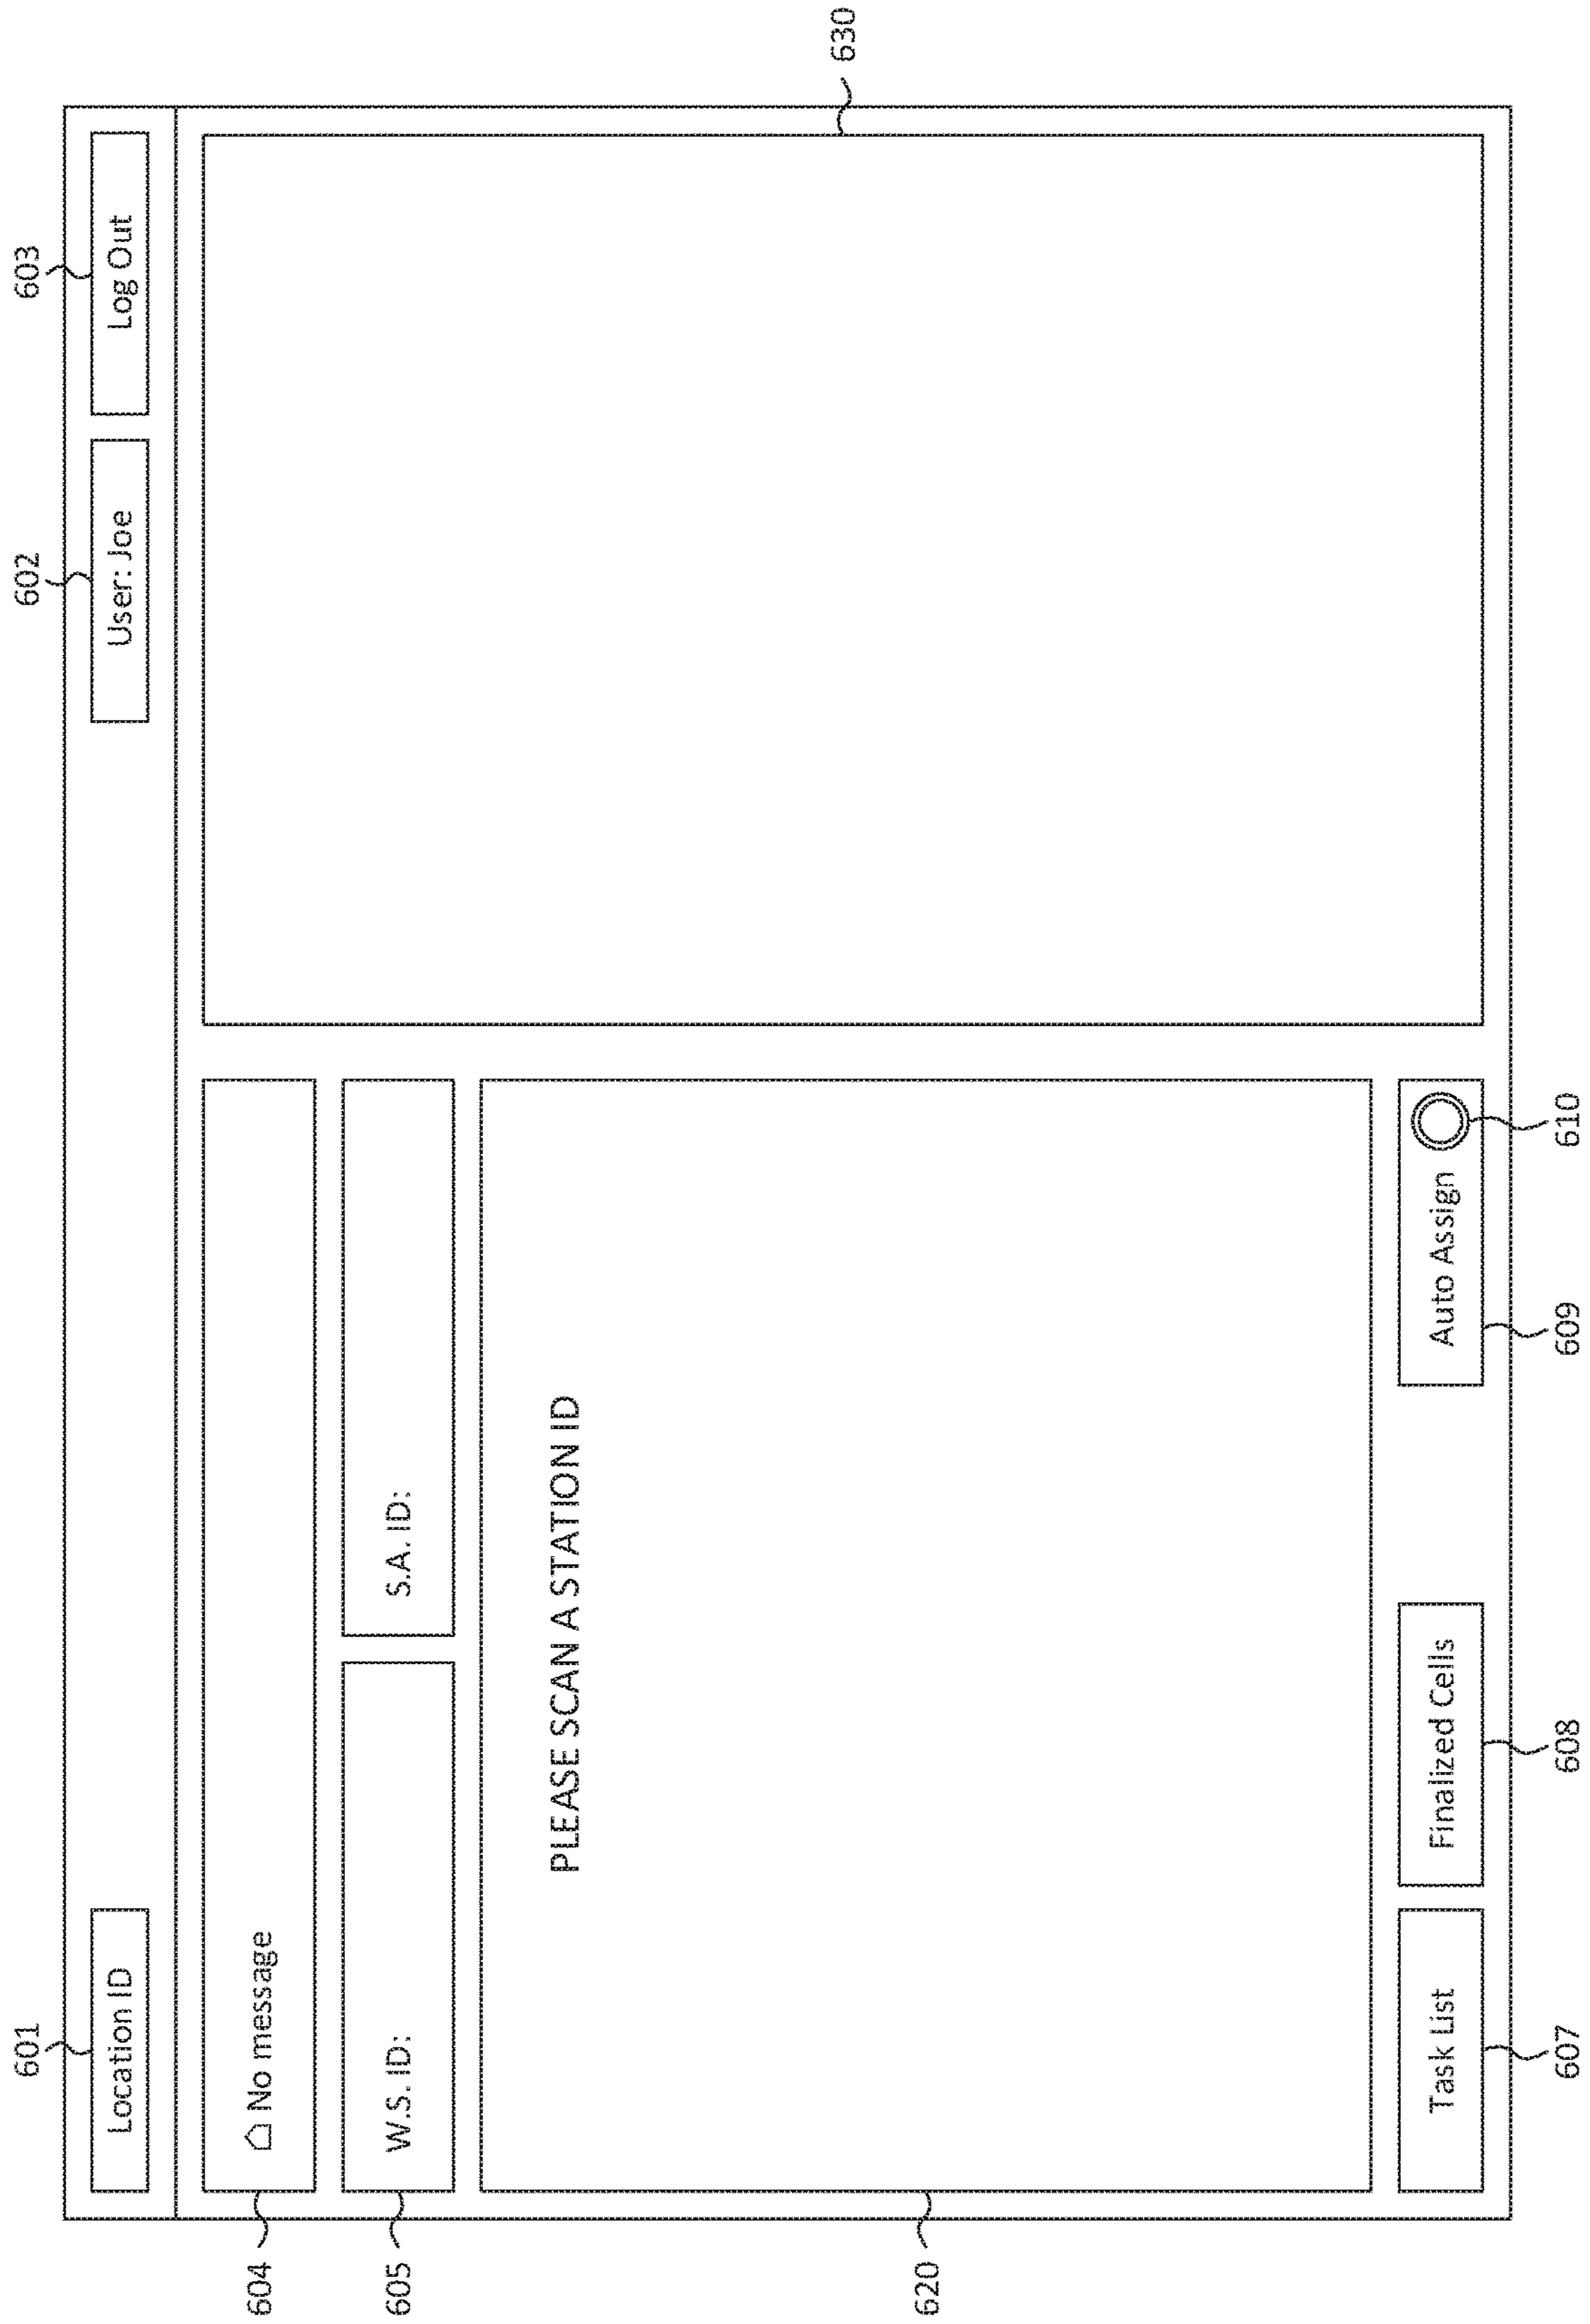 601
602
603
Location ID
User: Joe
Log Out
604
No message
605
W.S. ID:
S.A. ID:
PLEASE SCAN A STATION ID
620
630
Task List
Finalized Cells
Auto Assign
607
608
609
610